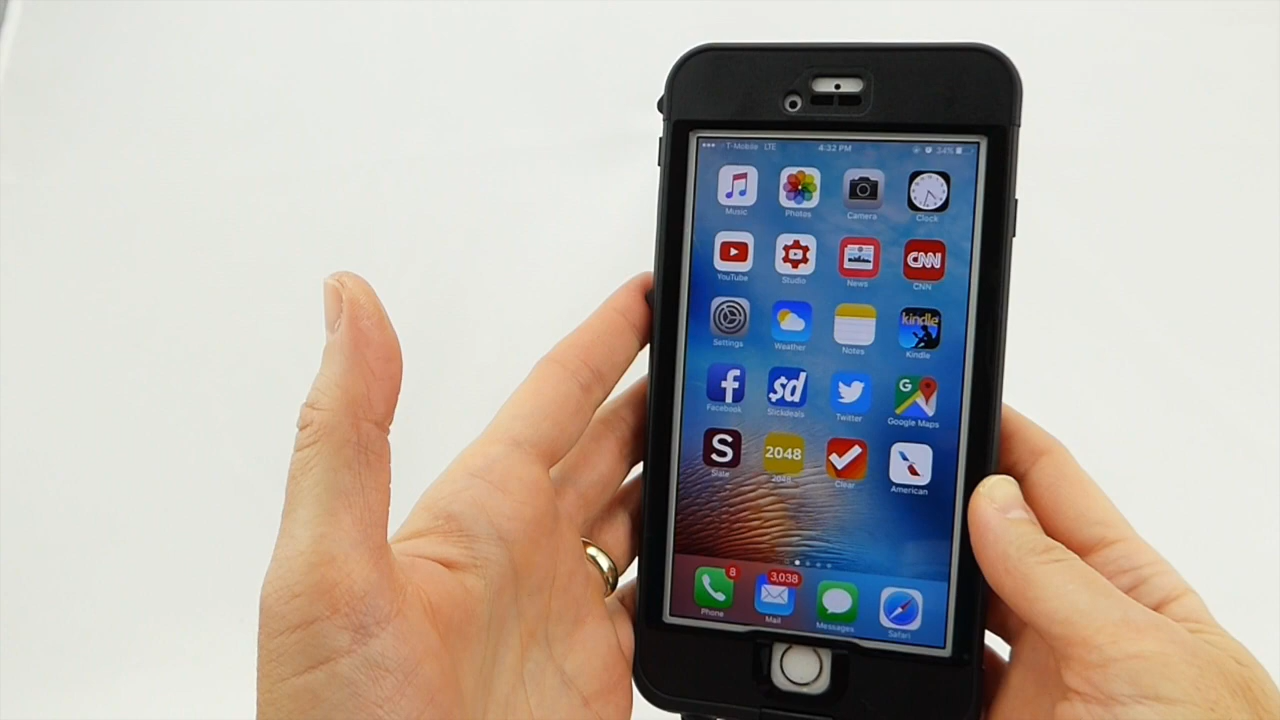 T-Mobile LTE 4:32 PM 34%
Music Photos Camera Clock
CNN
YouTube Studio News CNN
kindle
Settings Weather Notes Kindle
f $d G
Facebook Slickdeals Twitter Google Maps
S 2048
Slate 2048 Clear American
8 3,038
Phone Mail Messages Safari